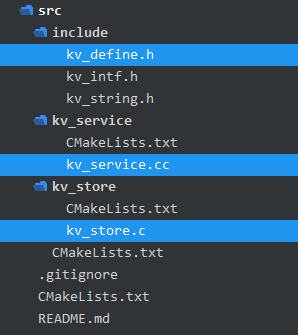 src
include
kv_define.h
kv_intf.h
kv_string.h
kv_service
CMakeLists.txt
kv_service.cc
kv_store
CMakeLists.txt
kv_store.c
CMakeLists.txt
.gitignore
CMakeLists.txt
README.md